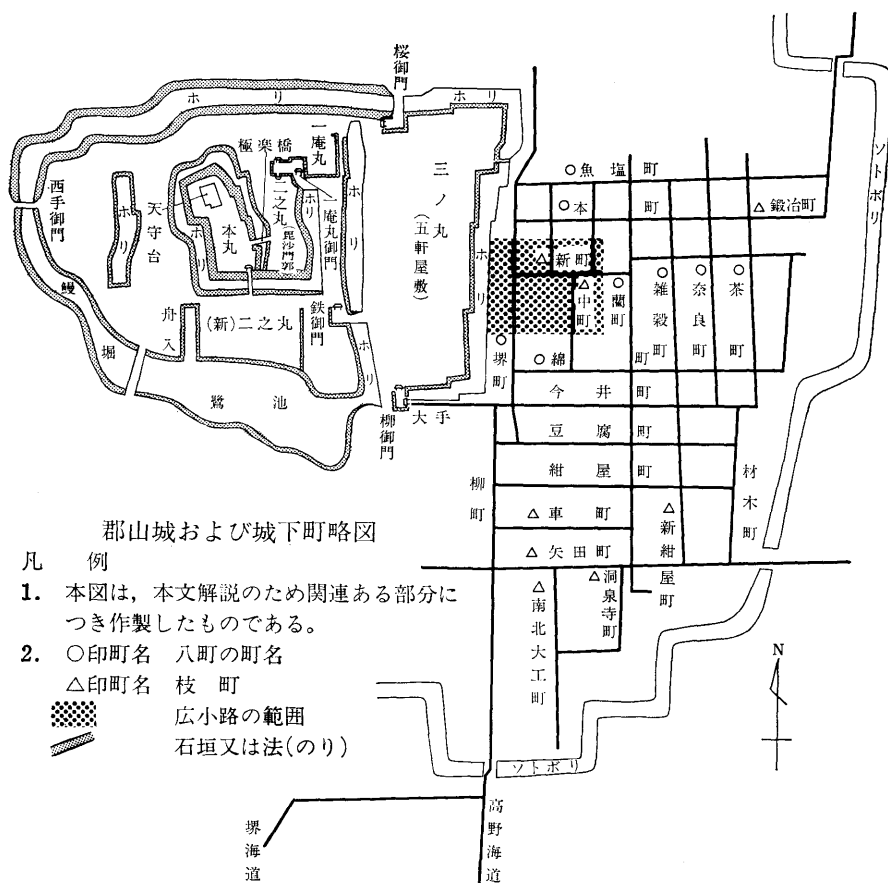 桜御門
ホリ
ホリ
一庵丸
極楽橋
二之丸
(毘沙門郭)
ホリ
一庵丸御門
ホリ
三ノ丸
(五軒屋敷)
ホリ
西手御門
ホリ
天守台
本丸
ホリ
鰻堀
舟入
(新)二之丸
鉄御門
ホリ
鷺池
柳御門
大手
ソトボリ
○魚塩町
○本町
△鍛冶町
△新町
△中町
○藺町
○雑穀町
○奈良町
○茶町
○堺町
○綿町
今井町
豆腐町
紺屋町
柳町
材木町
△車町
△矢田町
△新紺屋町
△洞泉寺町
△南北大工町
N
ソトボリ
堺海道
高野海道
郡山城および城下町略図
凡 例
1. 本図は，本文解説のため関連ある部分に
つき作製したものである。
2. ○印町名 八町の町名
△印町名 枝 町
広小路の範囲
石垣又は法(のり)